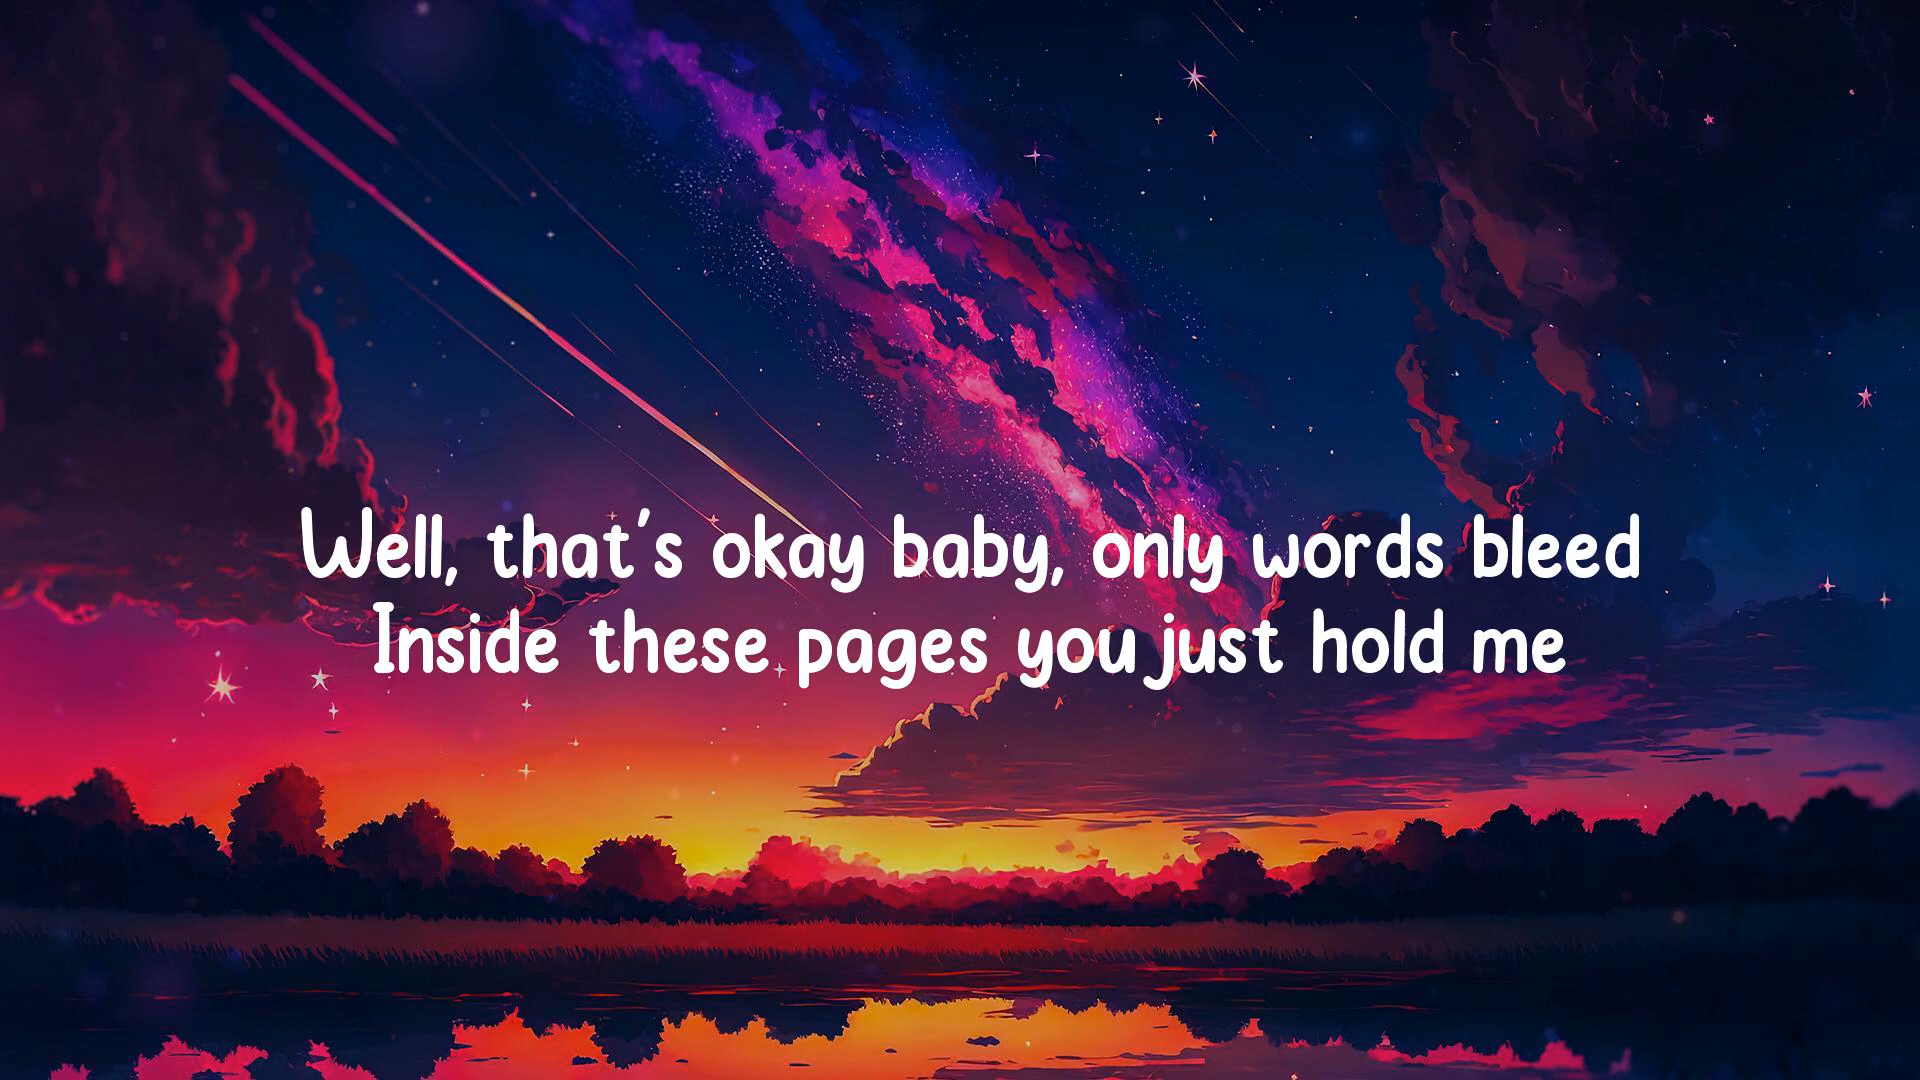 Well, that's okay baby, only words bleed
Inside these pages you just hold me